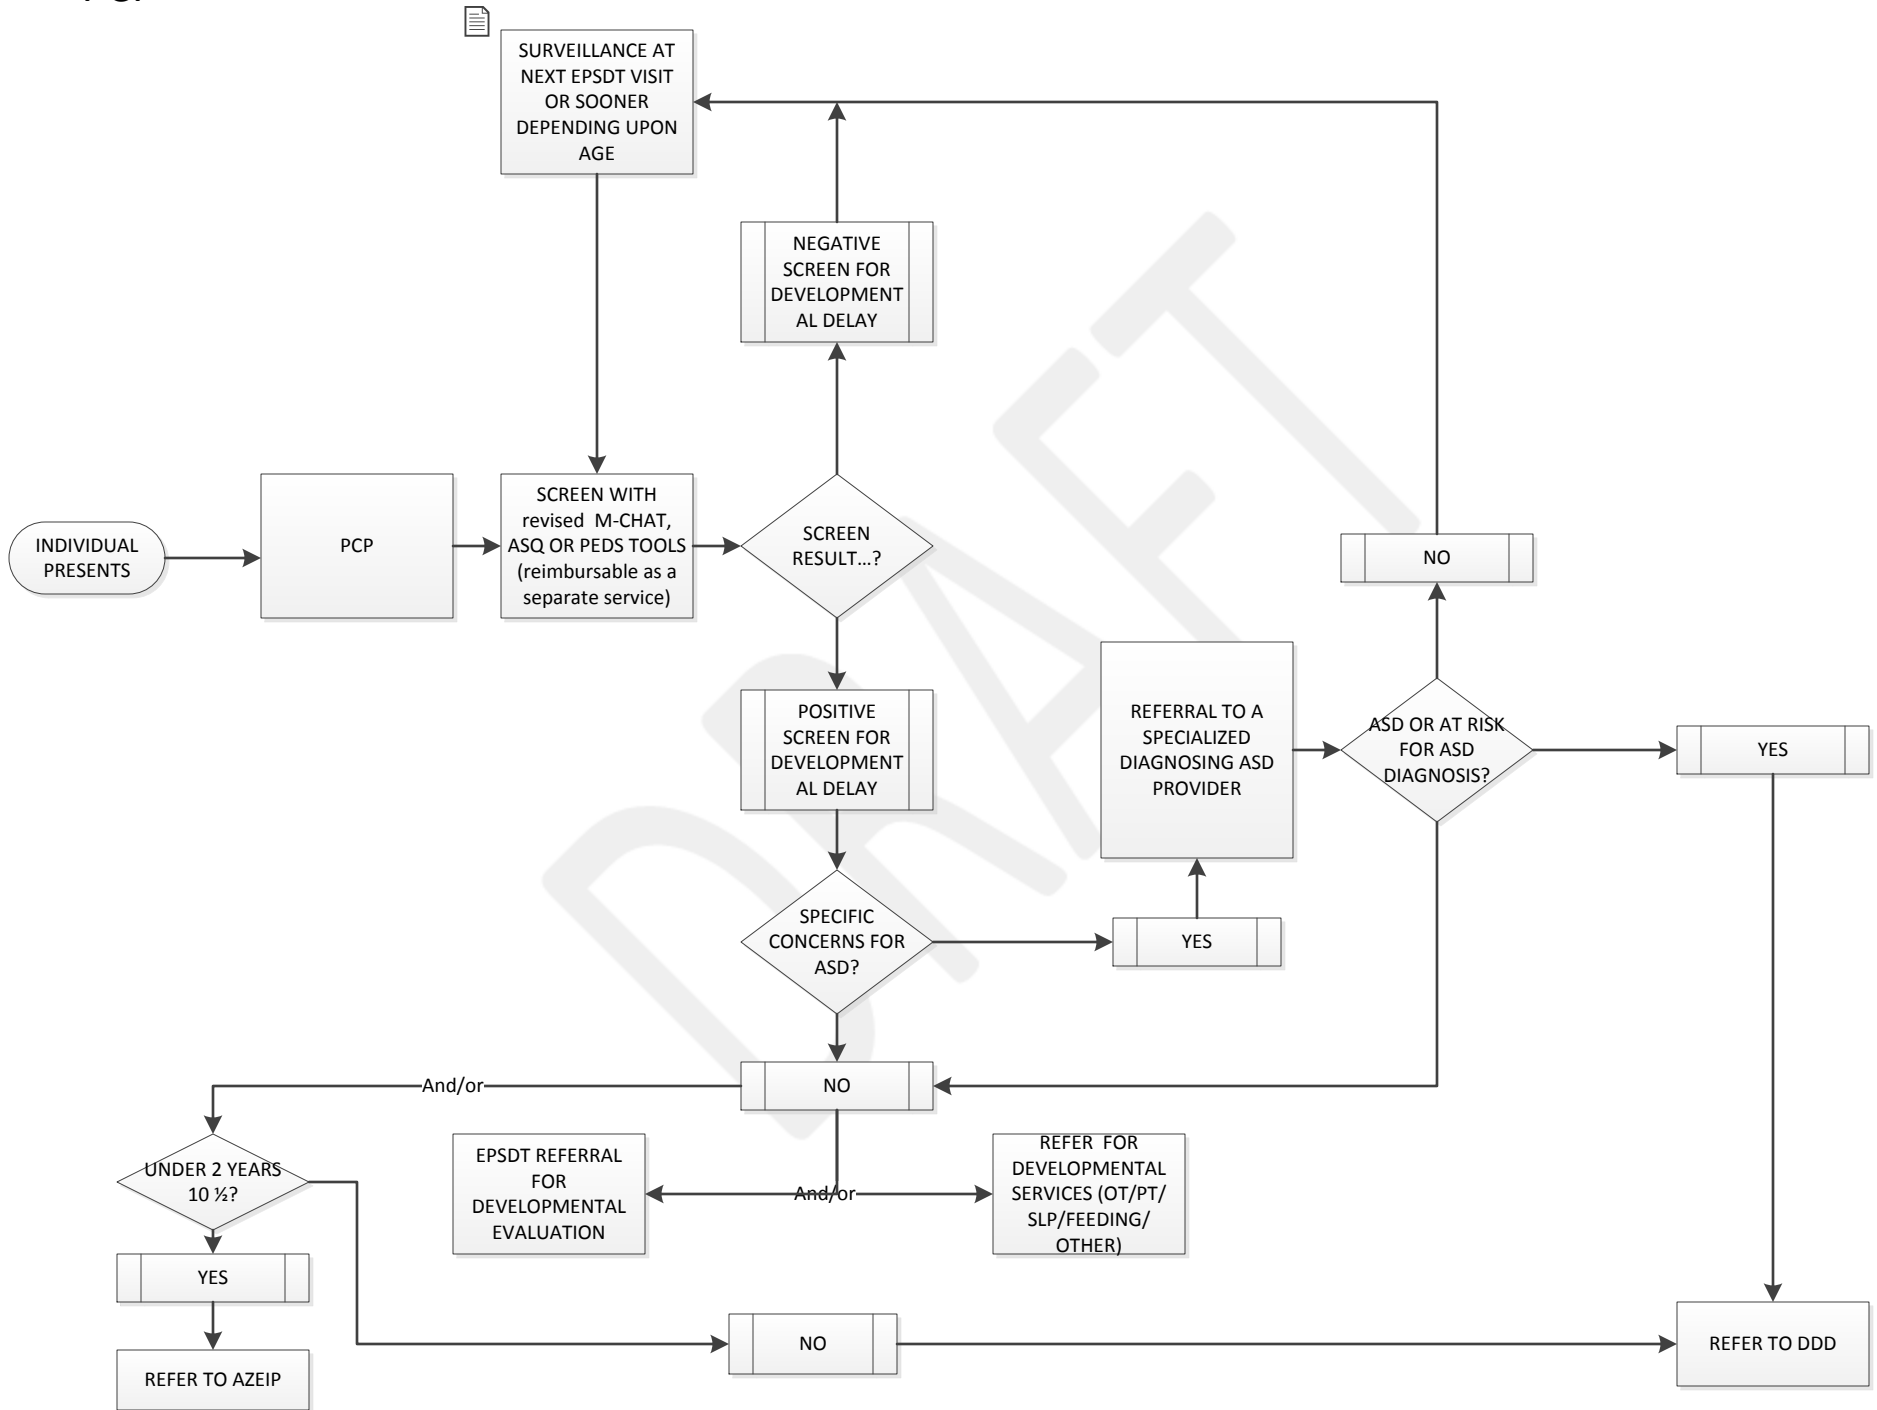 SURVEILLANCE AT
NEXT EPSDT VISIT
OR SOONER
DEPENDING UPON
AGE
NEGATIVE
SCREEN FOR
DEVELOPMENT
AL DELAY
INDIVIDUAL
PRESENTS
PCP
SCREEN WITH
revised M-CHAT,
ASQ OR PEDS TOOLS
(reimbursable as a
separate service)
SCREEN
RESULT...?
NO
POSITIVE
SCREEN FOR
DEVELOPMENT
AL DELAY
REFERRAL TO A
SPECIALIZED
DIAGNOSING ASD
PROVIDER
ASD OR AT RISK
FOR ASD
DIAGNOSIS?
YES
SPECIFIC
CONCERNS FOR
ASD?
YES
NO
And/or
UNDER 2 YEARS
10 ½?
EPSDT REFERRAL
FOR
DEVELOPMENTAL
EVALUATION
And/or
REFER FOR
DEVELOPMENTAL
SERVICES (OT/PT/
SLP/FEEDING/
OTHER)
YES
NO
REFER TO AZEIP
REFER TO DDD
DRAFT